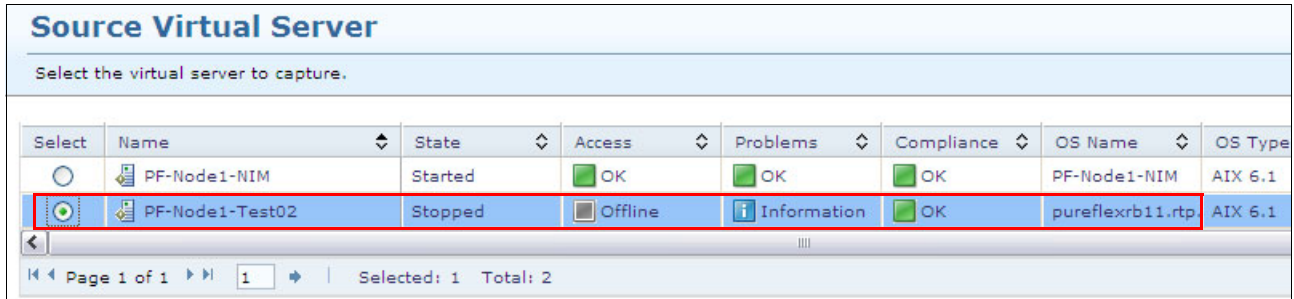 Source Virtual Server
Select the virtual server to capture.
Select Name State Access Problems Compliance OS Name OS Type
PF-Node1-NIM Started OK OK OK PF-Node1-NIM AIX 6.1
PF-Node1-Test02 Stopped Offline Information OK pureflexrb11.rtp. AIX 6.1
Page 1 of 1 1 Selected: 1 Total: 2